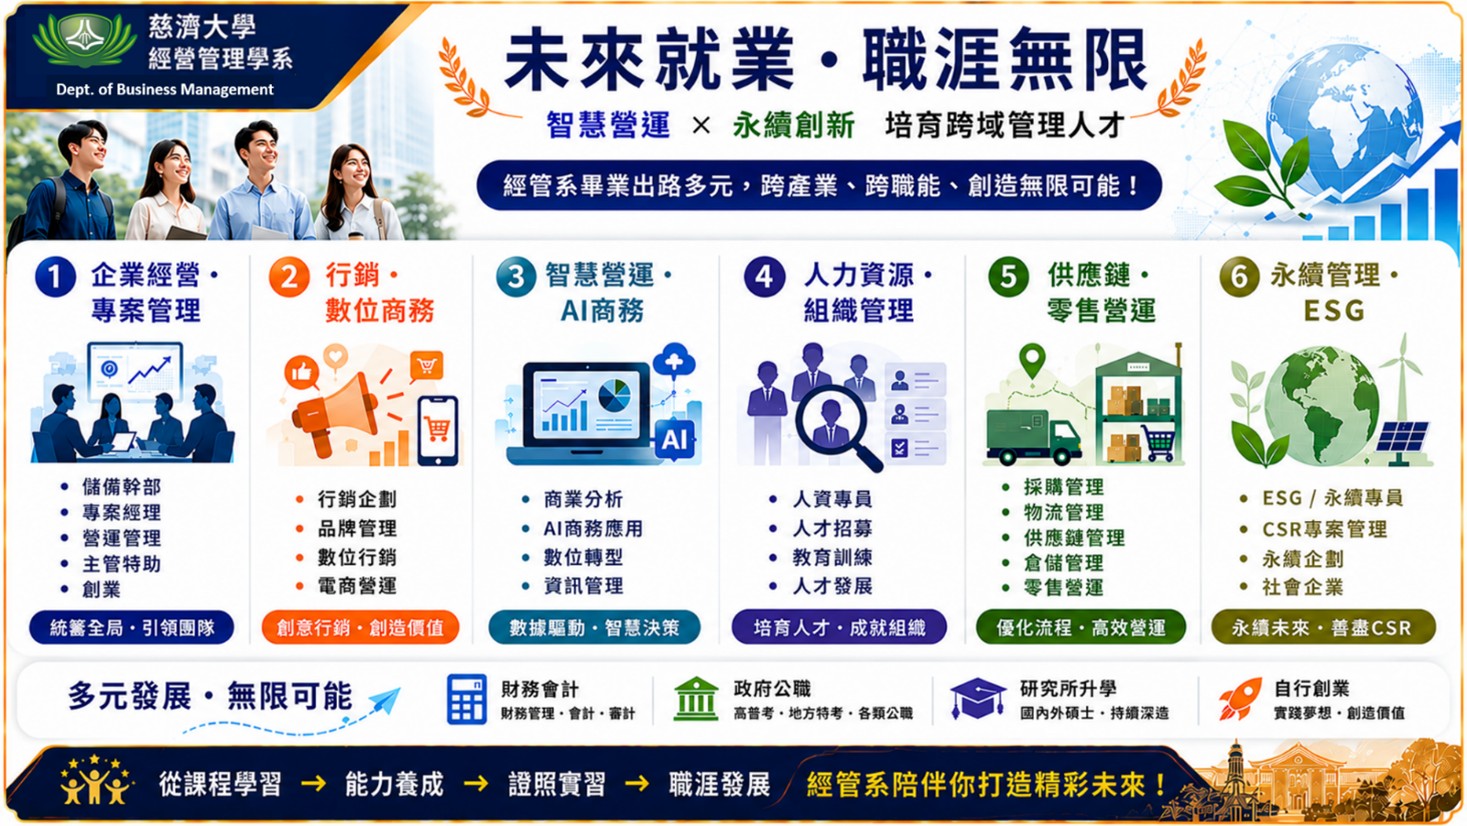 慈濟大學
經營管理學系
Dept. of Business Management
未來就業・職涯無限
智慧營運 × 永續創新 培育跨域管理人才
經管系畢業出路多元，跨產業、跨職能、創造無限可能！
1 企業經營・
專案管理
儲備幹部
專案經理
營運管理
主管特助
創業
統籌全局・引領團隊
2 行銷・
數位商務
行銷企劃
品牌管理
數位行銷
電商營運
創意行銷・創造價值
3 智慧營運・
AI商務
AI
商業分析
AI商務應用
數位轉型
資訊管理
數據驅動・智慧決策
4 人力資源・
組織管理
人資專員
人才招募
教育訓練
人才發展
培育人才・成就組織
5 供應鏈・
零售營運
採購管理
物流管理
供應鏈管理
倉儲管理
零售營運
優化流程・高效營運
6 永續管理・
ESG
ESG / 永續專員
CSR專案管理
永續企劃
社會企業
永續未來・善盡CSR
多元發展・無限可能
財務會計
財務管理・會計・審計
政府公職
高普考・地方特考・各類公職
研究所升學
國內外碩士・持續深造
自行創業
實踐夢想・創造價值
從課程學習 → 能力養成 → 證照實習 → 職涯發展 經管系陪伴你打造精彩未來！